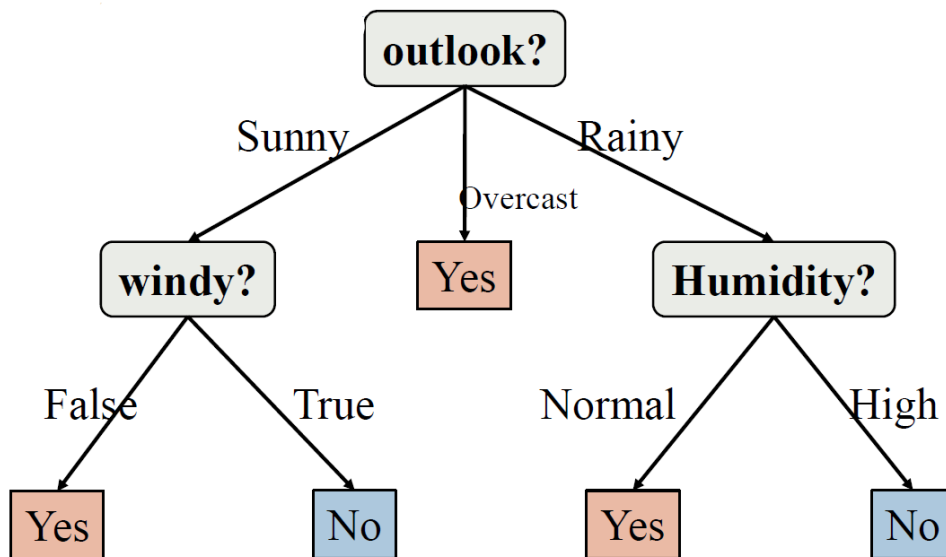 outlook?
Sunny
Rainy
Overcast
windy?
Yes
Humidity?
False
True
Normal
High
Yes
No
Yes
No